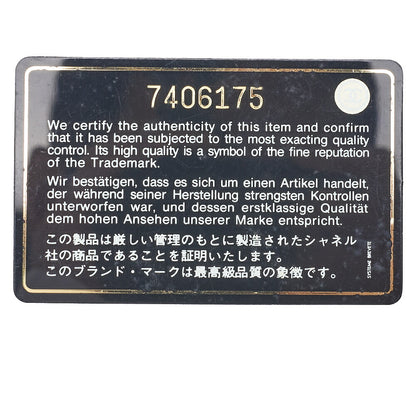 7406175
We certify the authenticity of this item and confirm
that it has been subjected to the most exacting quality
control. Its high quality is a symbol of the fine reputation
of the Trademark.
Wir bestätigen, dass es sich um einen Artikel handelt,
der während seiner Herstellung strengsten Kontrollen
unterworfen war, und dessen erstklassige Qualität
dem hohen Ansehen unserer Marke entspricht.
この製品は厳しい管理のもとに製造されたシャネル
社の商品であることを証明いたします。
このブランド・マークは最高級品質の象徴です。
SYSTEME BREVETE